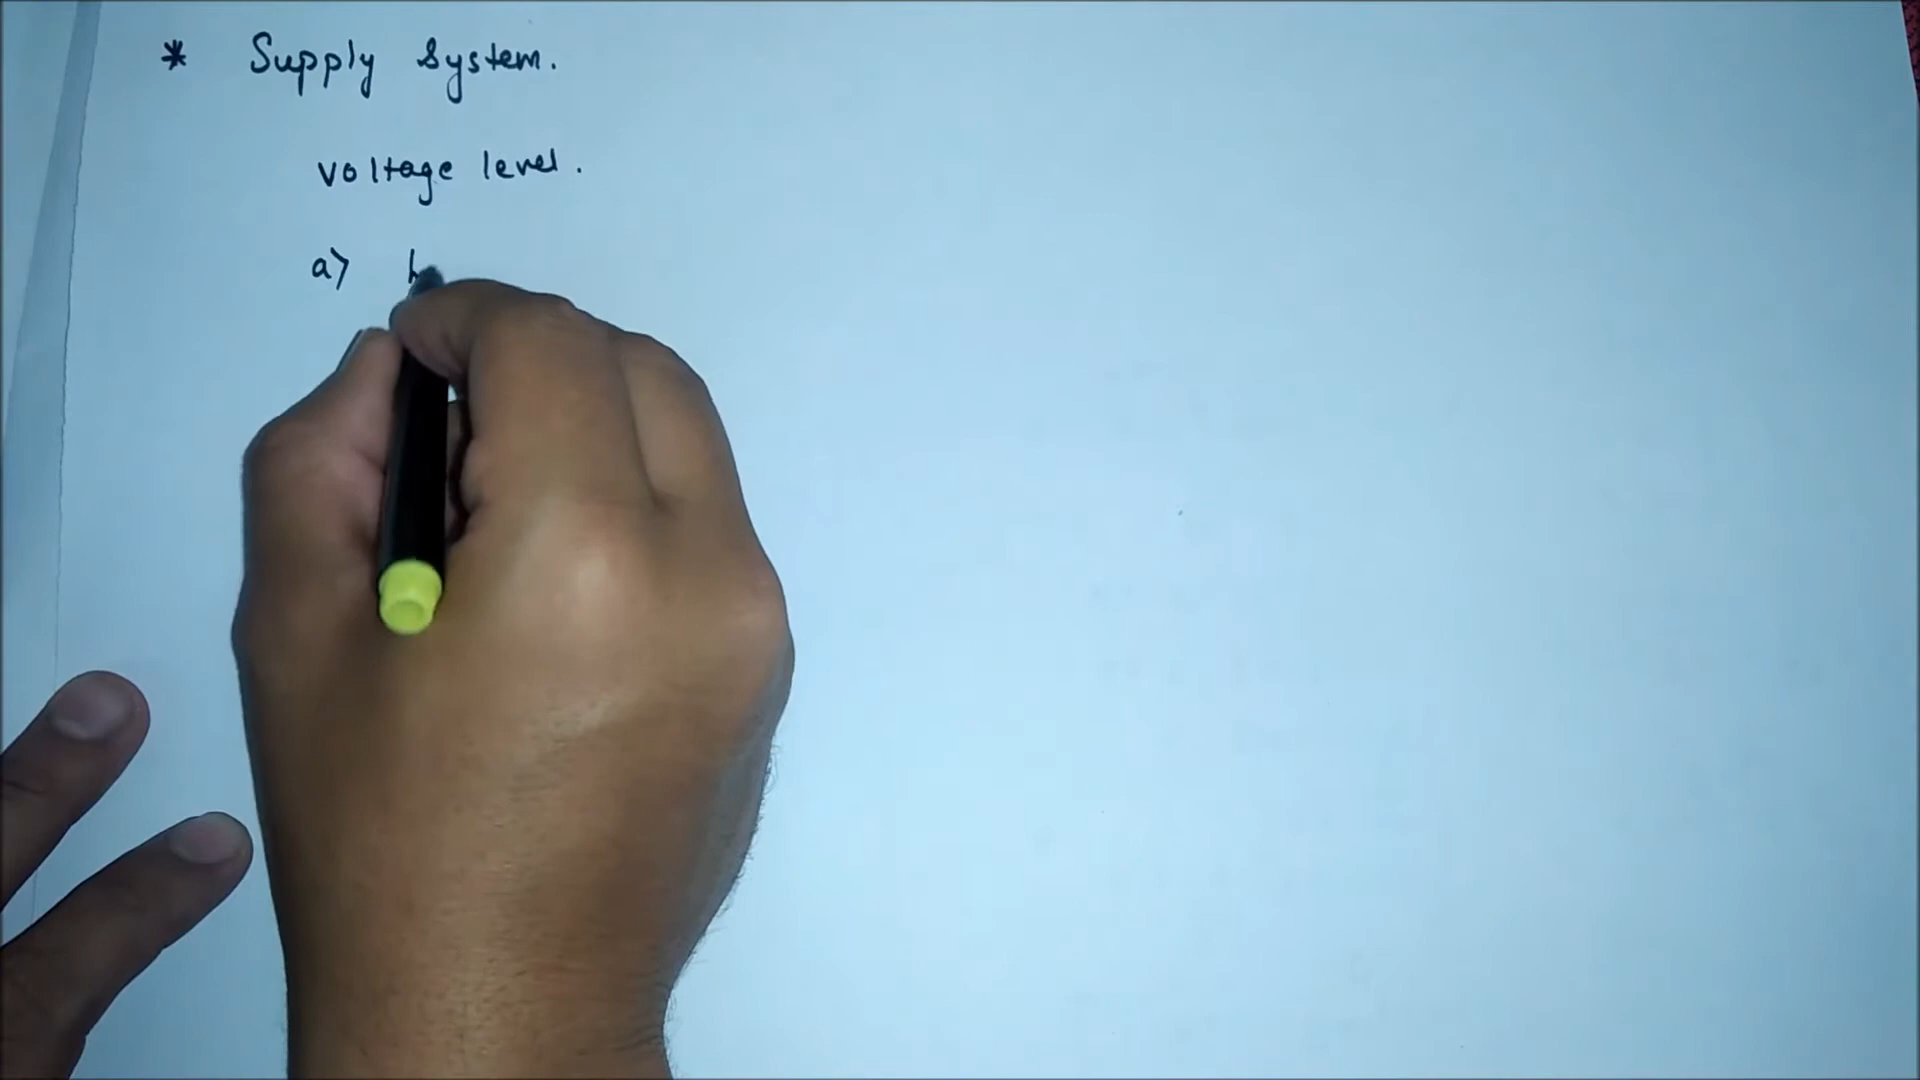 * Supply System.
Voltage level.
a)